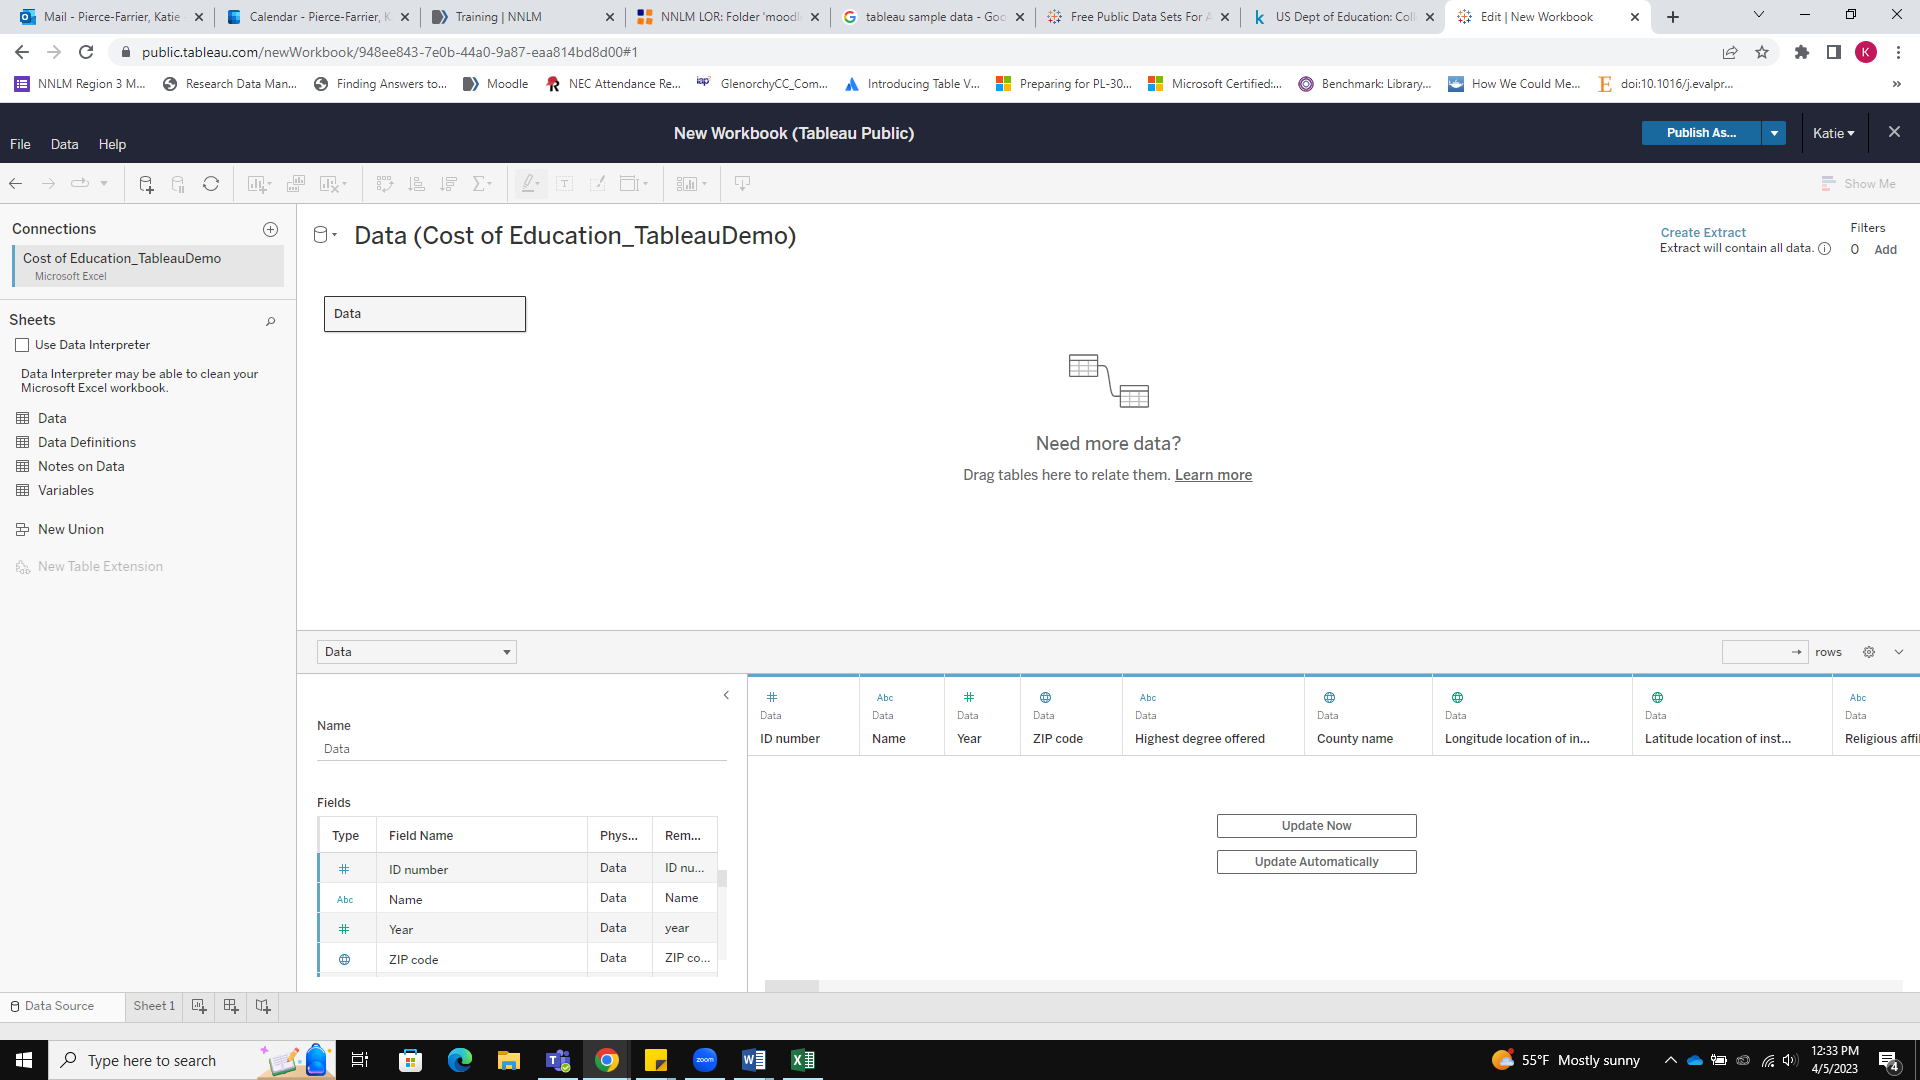 Mail - Pierce-Farrier, Katie
Calendar - Pierce-Farrier, K
Training | NNLM
NNLM LOR: Folder 'moodl
tableau sample data - Goo
Free Public Data Sets For A
US Dept of Education: Coll
Edit | New Workbook
public.tableau.com/newWorkbook/948ee843-7e0b-44a0-9a87-eaa814bd8d00#1
K
NNLM Region 3 M...
Research Data Man...
Finding Answers to...
Moodle
NEC Attendance Re...
GlenorchyCC_Com...
Introducing Table V...
Preparing for PL-30...
Microsoft Certified:...
Benchmark: Library...
How We Could Me...
doi:10.1016/j.evalpr...
»
New Workbook (Tableau Public)
Publish As...
Katie
File Data Help
Show Me
Connections
Cost of Education_TableauDemo
Microsoft Excel
Sheets
Use Data Interpreter
Data Interpreter may be able to clean your
Microsoft Excel workbook.
Data
Data Definitions
Notes on Data
Variables
New Union
New Table Extension
Data (Cost of Education_TableauDemo)
Create Extract
Extract will contain all data.
Filters
0 Add
Data
Need more data?
Drag tables here to relate them. Learn more
Data
rows
Name
Data
Fields
Type Field Name Phys... Rem...
# ID number Data ID nu...
Abc Name Data Name
# Year Data year
ZIP code Data ZIP co...
# Abc # Abc Abc
Data Data Data Data Data Data Data Data Data
ID number Name Year ZIP code Highest degree offered County name Longitude location of in... Latitude location of inst... Religious affil
Update Now
Update Automatically
Data Source Sheet 1
Type here to search
zoom
55°F Mostly sunny
12:33 PM
4/5/2023
4